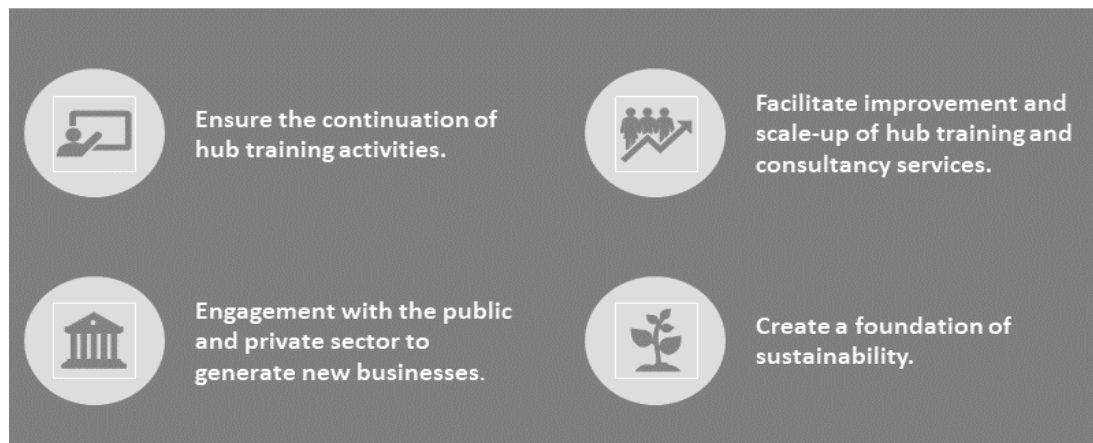 Ensure the continuation of
hub training activities.
Facilitate improvement and
scale-up of hub training and
consultancy services.
Engagement with the public
and private sector to
generate new businesses.
Create a foundation of
sustainability.